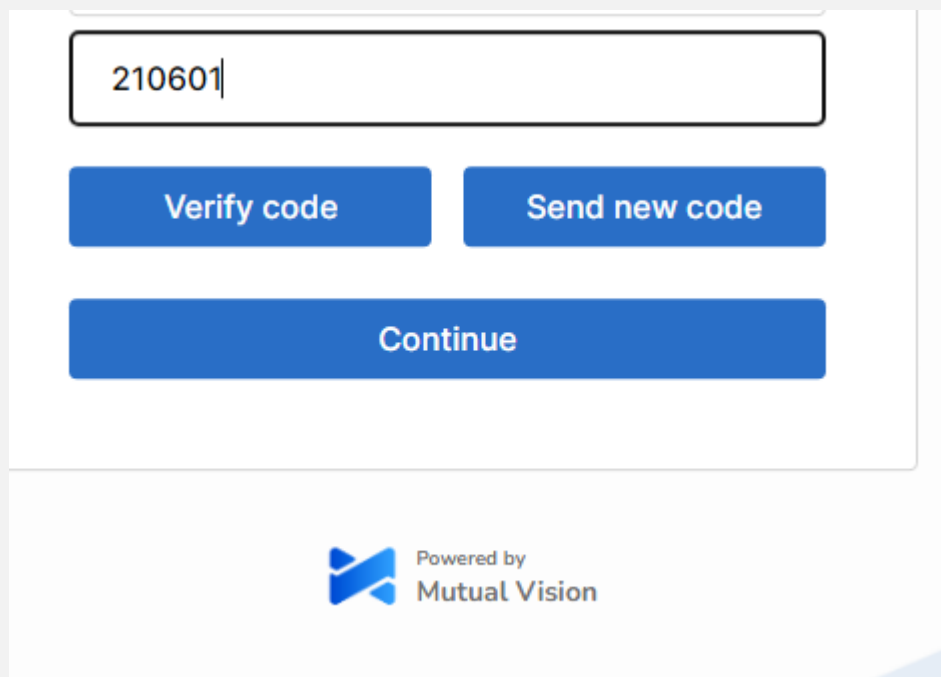 210601
Verify code
Send new code
Continue
Powered by
Mutual Vision